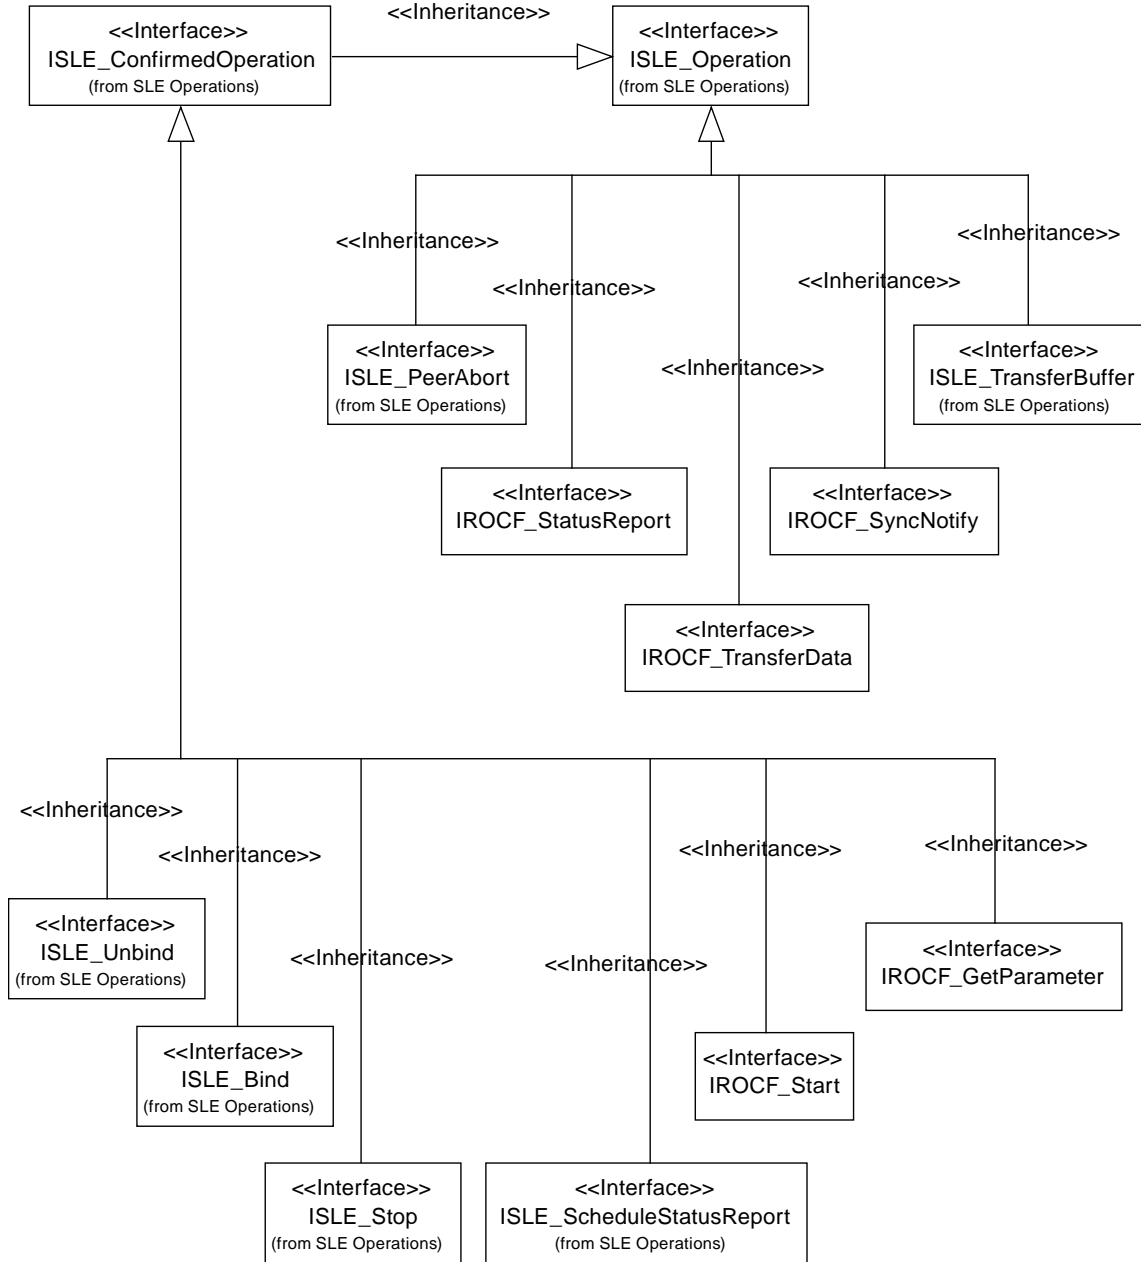 <<Inheritance>>
<<Interface>>
ISLE_ConfirmedOperation
(from SLE Operations)
<<Interface>>
ISLE_Operation
(from SLE Operations)
<<Inheritance>>
<<Inheritance>>
<<Inheritance>>
<<Inheritance>>
<<Inheritance>>
<<Interface>>
ISLE_PeerAbort
(from SLE Operations)
<<Interface>>
ISLE_TransferBuffer
(from SLE Operations)
<<Interface>>
IROCF_StatusReport
<<Interface>>
IROCF_SyncNotify
<<Interface>>
IROCF_TransferData
<<Inheritance>>
<<Inheritance>>
<<Inheritance>>
<<Inheritance>>
<<Inheritance>>
<<Inheritance>>
<<Interface>>
ISLE_Unbind
(from SLE Operations)
<<Interface>>
IROCF_GetParameter
<<Interface>>
ISLE_Bind
(from SLE Operations)
<<Interface>>
IROCF_Start
<<Interface>>
ISLE_Stop
(from SLE Operations)
<<Interface>>
ISLE_ScheduleStatusReport
(from SLE Operations)